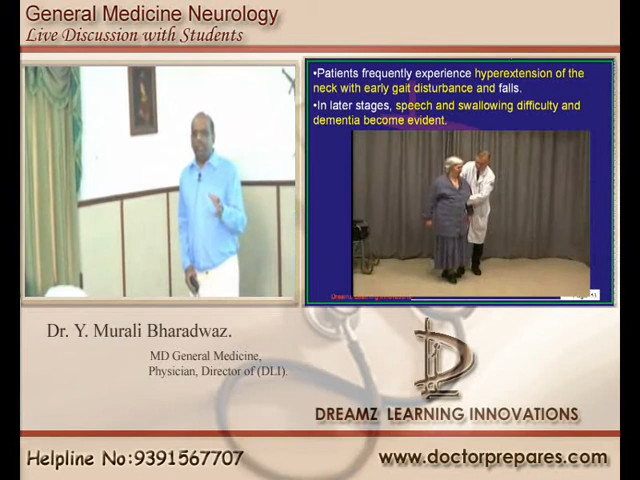 General Medicine Neurology
Live Discussion with Students
•Patients frequently experience hyperextension of the
neck with early gait disturbance and falls.
•In later stages, speech and swallowing difficulty and
dementia become evident.
Dr. Y. Murali Bharadwaz.
MD General Medicine,
Physician, Director of (DLI).
DREAMZ LEARNING INNOVATIONS
Helpline No:9391567707
www.doctorprepares.com